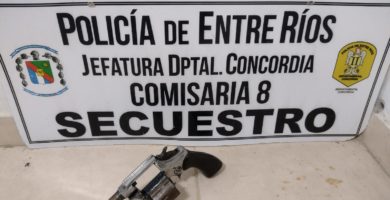 POLICÍA DE ENTRE RÍOS
JEFATURA DPTAL. CONCORDIA
COMISARIA 8
SECUESTRO